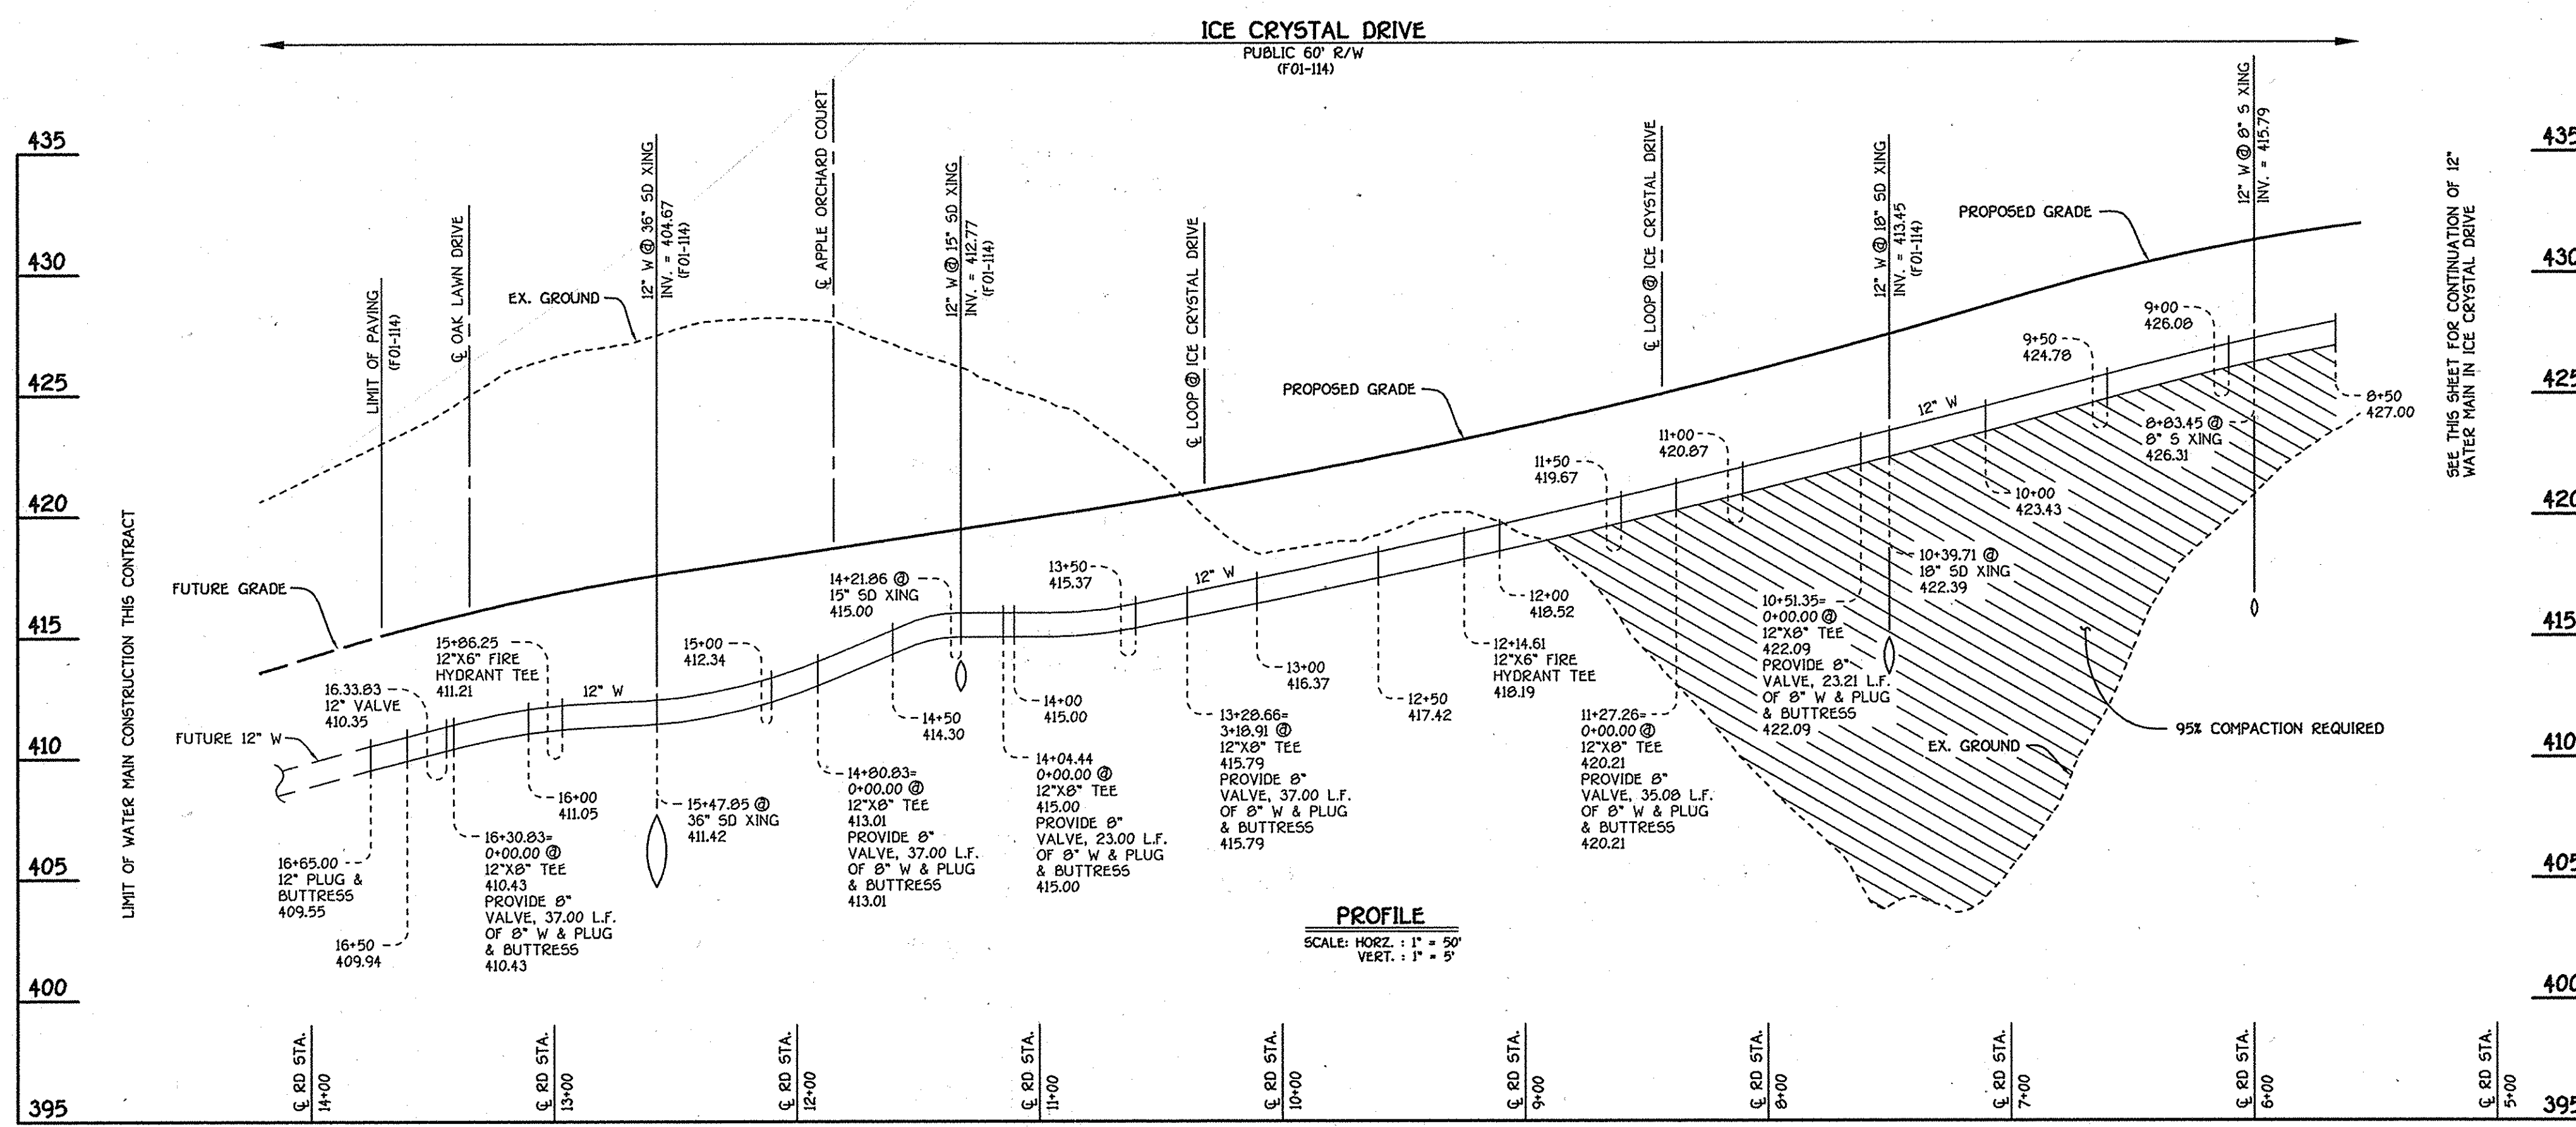 ICE CRYSTAL DRIVE
PUBLIC 60' R/W
(F01-114)
435
430
425
420
415
410
405
400
395
LIMIT OF WATER MAIN CONSTRUCTION THIS CONTRACT
LIMIT OF PAVING
(F01-114)
℄ OAK LAWN DRIVE
EX. GROUND
12" W @ 36" SD XING
INV. = 404.67
(F01-114)
℄ APPLE ORCHARD COURT
12" W @ 15" SD XING
INV. = 412.77
(F01-114)
℄ LOOP @ ICE CRYSTAL DRIVE
PROPOSED GRADE
℄ LOOP @ ICE CRYSTAL DRIVE
12" W @ 18" SD XING
INV. = 413.45
(F01-114)
PROPOSED GRADE
12" W @ 8" S XING
INV. = 415.79
SEE THIS SHEET FOR CONTINUATION OF 12"
WATER MAIN IN ICE CRYSTAL DRIVE
435
430
425
420
415
410
405
400
395
FUTURE GRADE
FUTURE 12" W
16+65.00
12" PLUG &
BUTTRESS
409.55
16+50
409.94
16.33.83
12" VALVE
410.35
16+30.83=
0+00.00 @
12"X8" TEE
410.43
PROVIDE 8"
VALVE, 37.00 L.F.
OF 8" W & PLUG
& BUTTRESS
410.43
15+86.25
12"X6" FIRE
HYDRANT TEE
411.21
16+00
411.05
12" W
15+47.85 @
36" SD XING
411.42
15+00
412.34
14+80.83=
0+00.00 @
12"X8" TEE
413.01
PROVIDE 8"
VALVE, 37.00 L.F.
OF 8" W & PLUG
& BUTTRESS
413.01
14+50
414.30
14+21.86 @
15" SD XING
415.00
14+04.44
0+00.00 @
12"X8" TEE
415.00
PROVIDE 8"
VALVE, 23.00 L.F.
OF 8" W & PLUG
& BUTTRESS
415.00
14+00
415.00
13+50
415.37
12" W
13+28.66=
3+18.91 @
12"X8" TEE
415.79
PROVIDE 8"
VALVE, 37.00 L.F.
OF 8" W & PLUG
& BUTTRESS
415.79
13+00
416.37
12+50
417.42
12+14.61
12"X6" FIRE
HYDRANT TEE
418.19
12+00
418.52
11+50
419.67
11+27.26=
0+00.00 @
12"X8" TEE
420.21
PROVIDE 8"
VALVE, 35.08 L.F.
OF 8" W & PLUG
& BUTTRESS
420.21
11+00
420.87
10+51.35=
0+00.00 @
12"X8" TEE
422.09
PROVIDE 8"
VALVE, 23.21 L.F.
OF 8" W & PLUG
& BUTTRESS
422.09
10+39.71 @
18" SD XING
422.39
12" W
10+00
423.43
9+50
424.78
9+00
426.08
8+83.45 @
8" S XING
426.31
8+50
427.00
95% COMPACTION REQUIRED
EX. GROUND
PROFILE
SCALE: HORZ. : 1" = 50'
VERT. : 1" = 5'
℄ RD STA.
14+00
℄ RD STA.
13+00
℄ RD STA.
12+00
℄ RD STA.
11+00
℄ RD STA.
10+00
℄ RD STA.
9+00
℄ RD STA.
8+00
℄ RD STA.
7+00
℄ RD STA.
6+00
℄ RD STA.
5+00